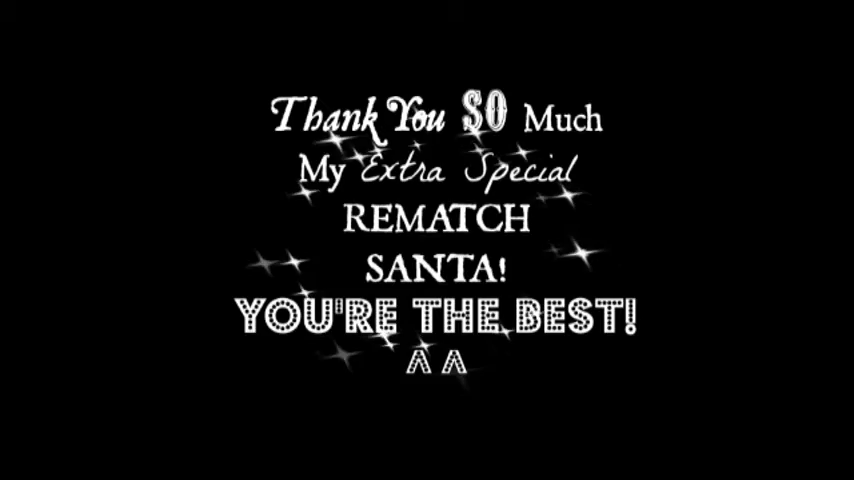 Thank You SO Much
My Extra Special
REMATCH
SANTA!
YOU'RE THE BEST!
^ ^